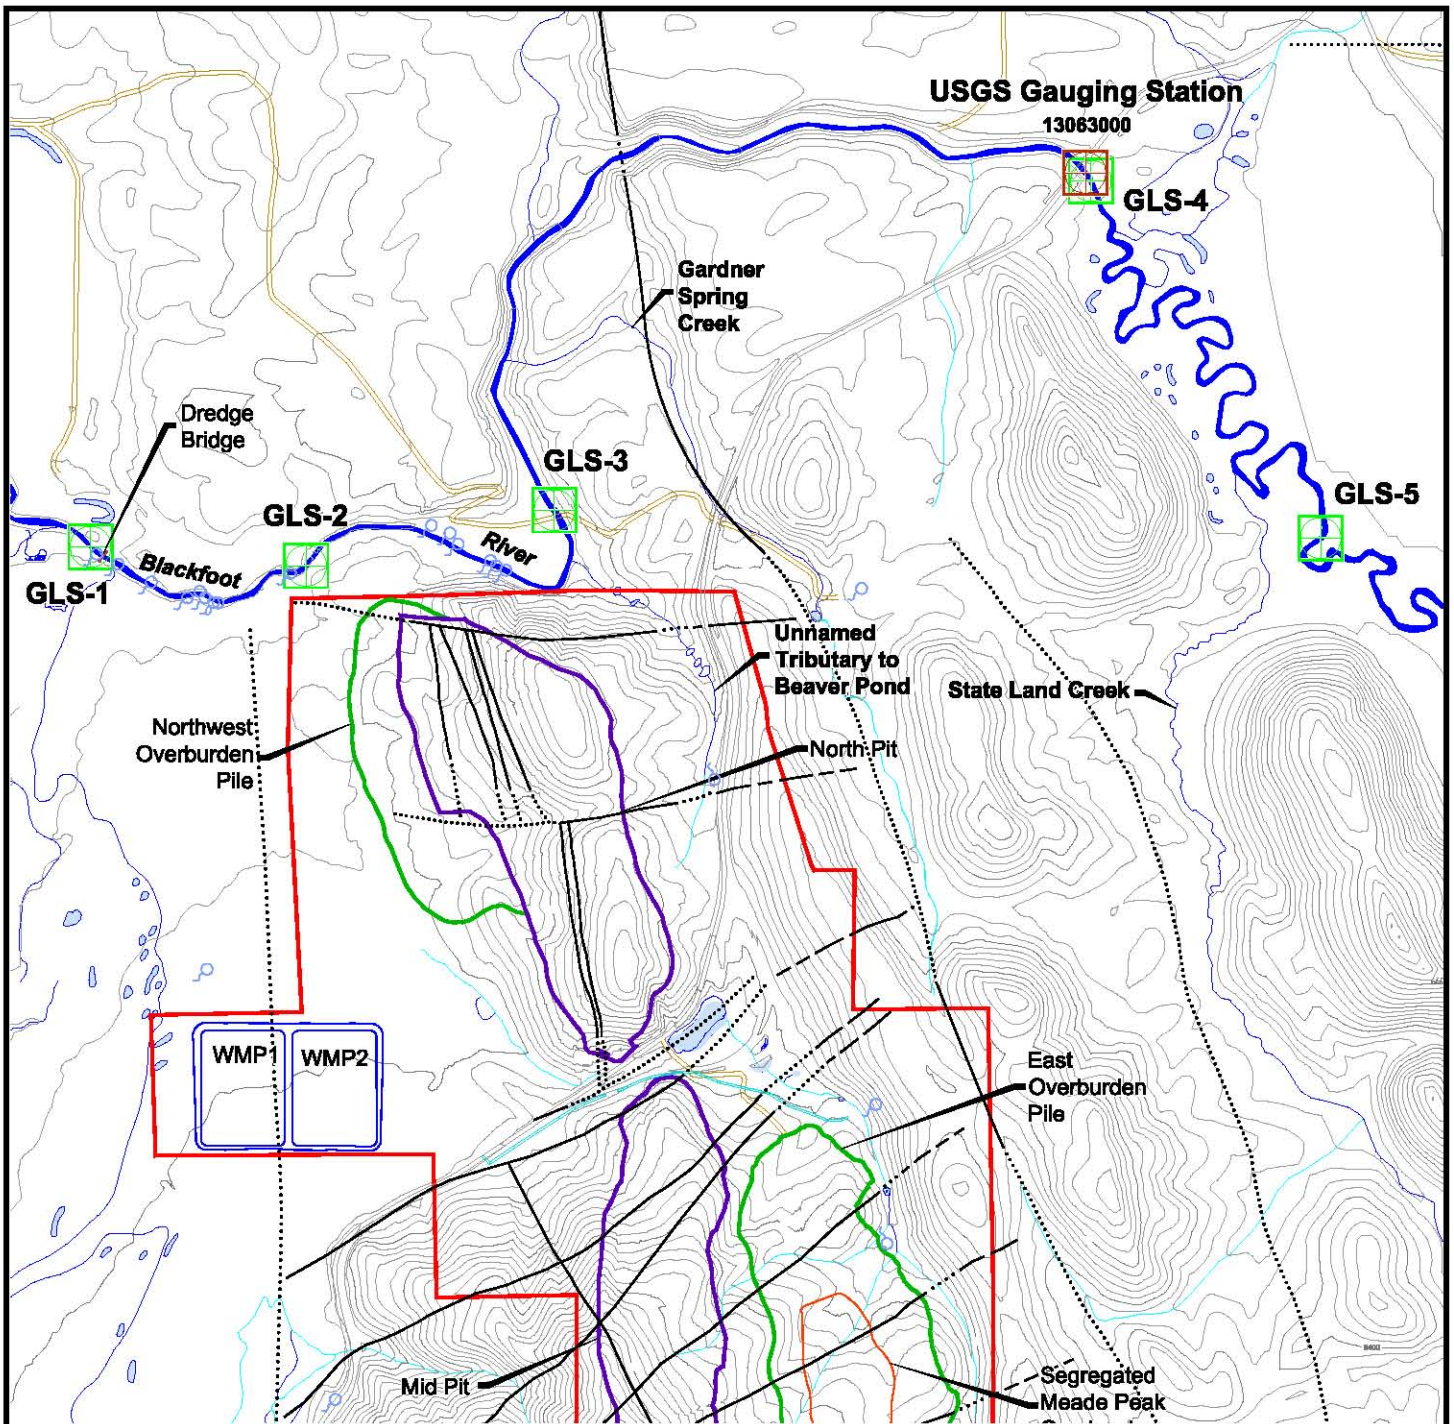 USGS Gauging Station
13063000
GLS-4
Gardner
Spring
Creek
Dredge
Bridge
GLS-3
GLS-2
GLS-5
River
Blackfoot
GLS-1
Unnamed
Tributary to
Beaver Pond
State Land Creek
Northwest
Overburden
Pile
North Pit
WMP1
WMP2
East
Overburden
Pile
Mid Pit
Segregated
Meade Peak